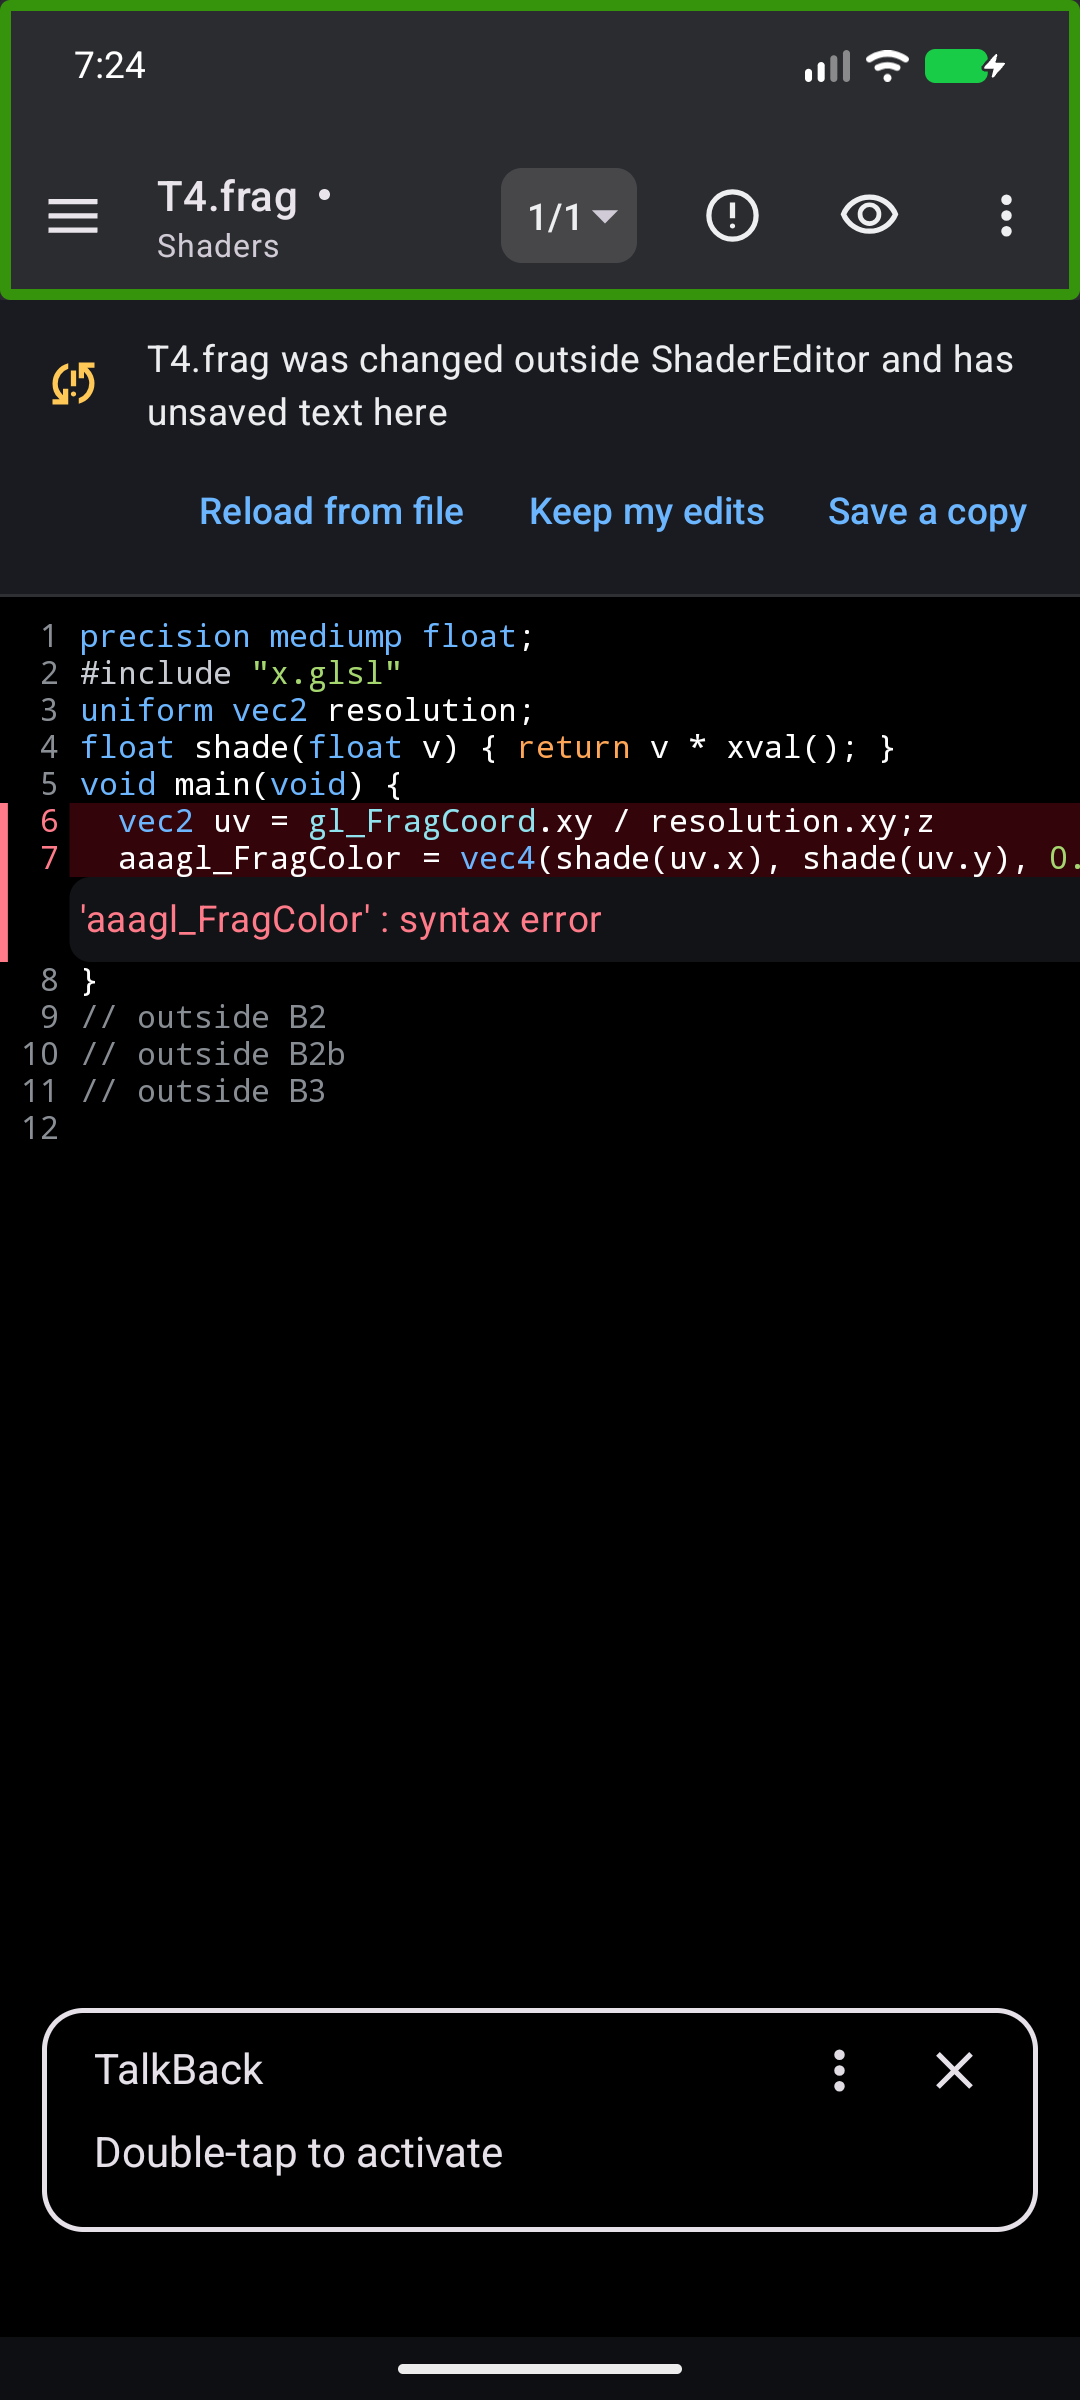 7:24
T4.frag •
Shaders
1/1
T4.frag was changed outside ShaderEditor and has
unsaved text here
Reload from file Keep my edits Save a copy
1 precision mediump float;
2 #include "x.glsl"
3 uniform vec2 resolution;
4 float shade(float v) { return v * xval(); }
5 void main(void) {
6 vec2 uv = gl_FragCoord.xy / resolution.xy;z
7 aaagl_FragColor = vec4(shade(uv.x), shade(uv.y), 0.
'aaagl_FragColor' : syntax error
8 }
9 // outside B2
10 // outside B2b
11 // outside B3
12
TalkBack
Double-tap to activate